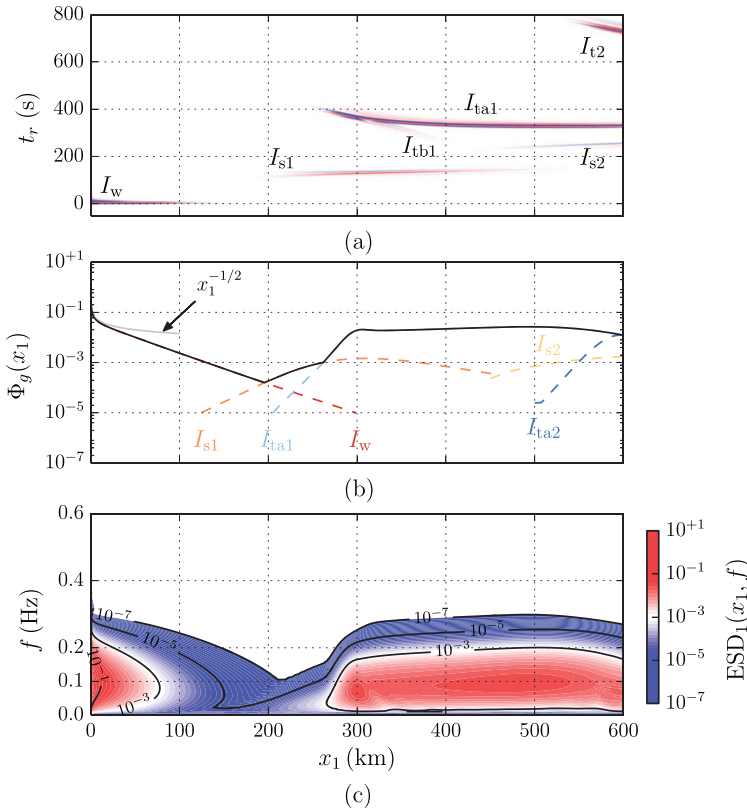 800
600
400
200
0
t_r (s)
I_t2
I_ta1
I_tb1
I_s1
I_s2
I_w
(a)
10^{+1}
10^{-1}
10^{-3}
10^{-5}
10^{-7}
Φ_g(x_1)
x_1^{-1/2}
I_s2
I_s1
I_ta1
I_w
I_ta2
(b)
0.6
0.4
0.2
0.1
0.0
f (Hz)
10^{-7}
10^{-5}
10^{-1}
10^{-3}
10^{-7}
10^{-5}
10^{-3}
0
100
200
300
400
500
600
x_1 (km)
10^{+1}
10^{-1}
10^{-3}
10^{-5}
10^{-7}
ESD_1(x_1, f)
(c)